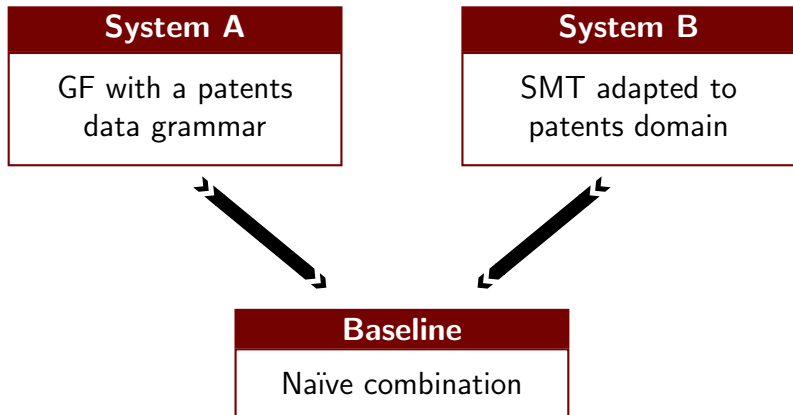 System A
GF with a patents
data grammar
System B
SMT adapted to
patents domain
Baseline
Naïve combination